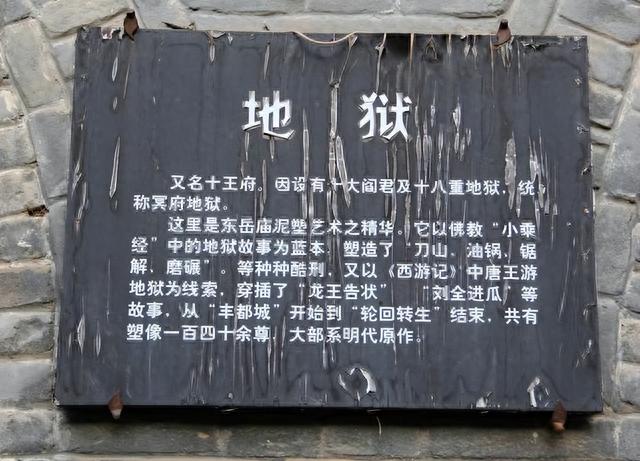 地狱
又名十王府。因设有十大阎君及十八重地狱，统
称冥府地狱。
这里是东岳庙泥塑艺术之精华。它以佛教“小乘
经”中的地狱故事为蓝本，塑造了“刀山、油锅、锯
解、磨碾”。等种种酷刑，又以《西游记》中唐王游
地狱为线索，穿插了“龙王告状”　“刘全进瓜”等
故事，从“丰都城”开始到“轮回转生”结束，共有
塑像一百四十余尊，大部系明代原作。